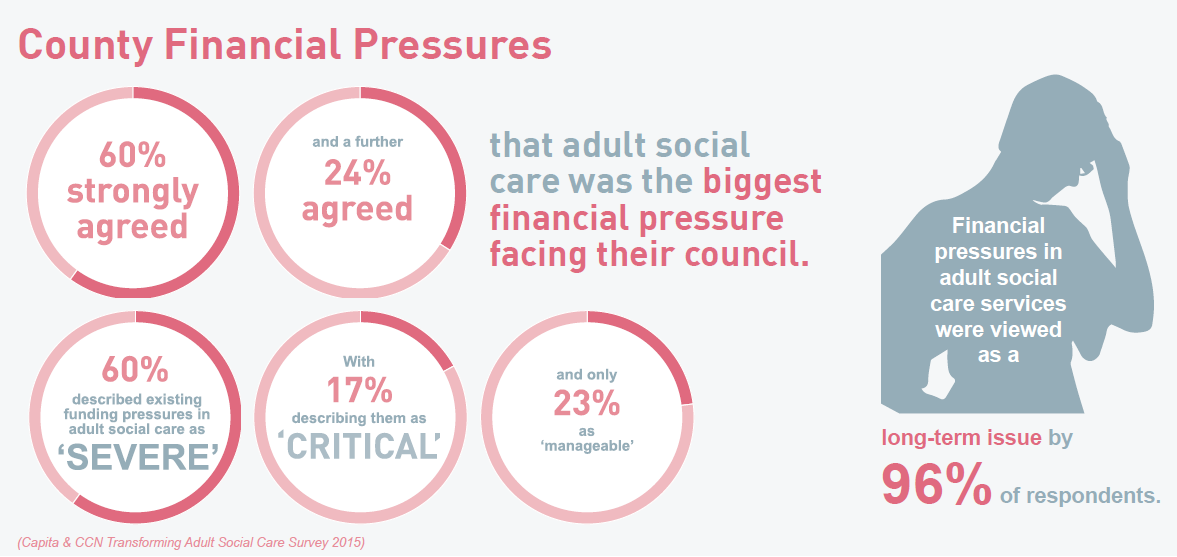 County Financial Pressures
60%
strongly
agreed
and a further
24%
agreed
that adult social
care was the biggest
financial pressure
facing their council.
60%
described existing
funding pressures in
adult social care as
‘SEVERE’
With
17%
describing them as
‘CRITICAL’
and only
23%
as
‘manageable’
Financial
pressures in
adult social
care services
were viewed
as a
long-term issue by
96% of respondents.
(Capita & CCN Transforming Adult Social Care Survey 2015)